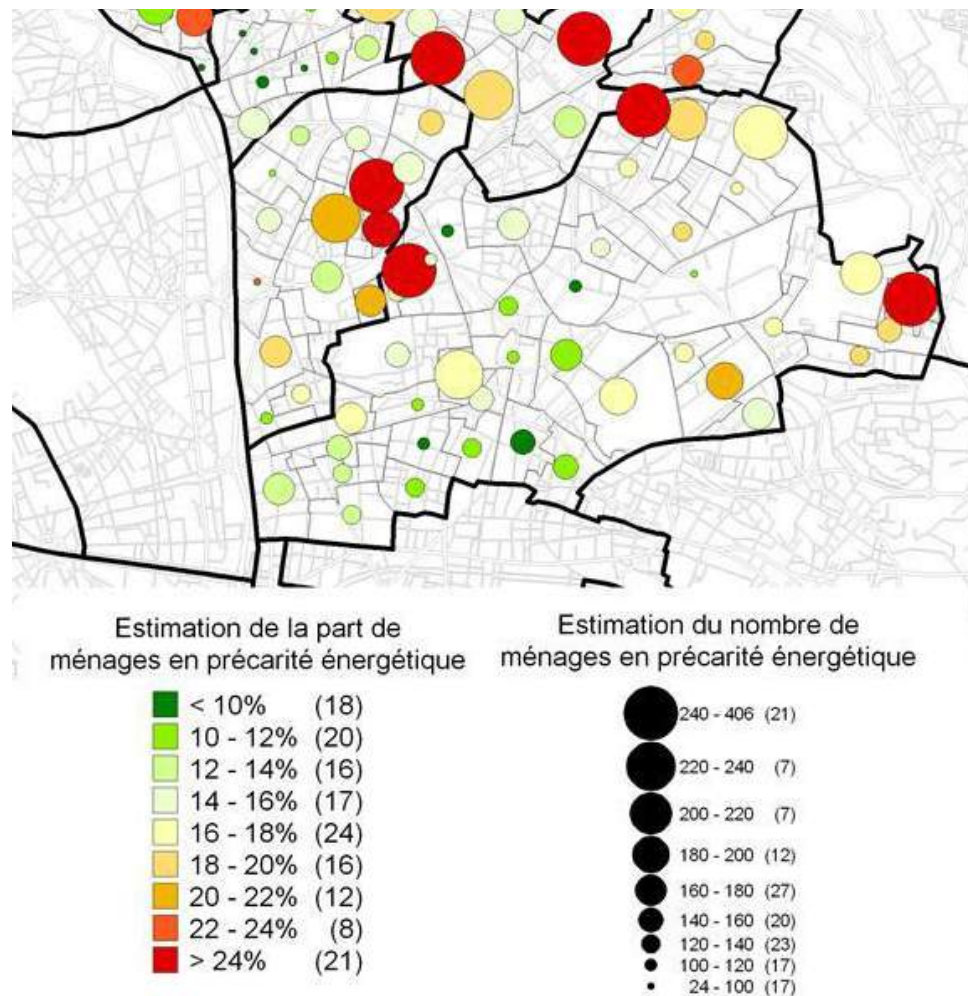 Estimation de la part de
ménages en précarité énergétique
< 10% (18)
10 - 12% (20)
12 - 14% (16)
14 - 16% (17)
16 - 18% (24)
18 - 20% (16)
20 - 22% (12)
22 - 24% (8)
> 24% (21)
Estimation du nombre de
ménages en précarité énergétique
240 - 406 (21)
220 - 240 (7)
200 - 220 (7)
180 - 200 (12)
160 - 180 (27)
140 - 160 (20)
120 - 140 (23)
100 - 120 (17)
24 - 100 (17)